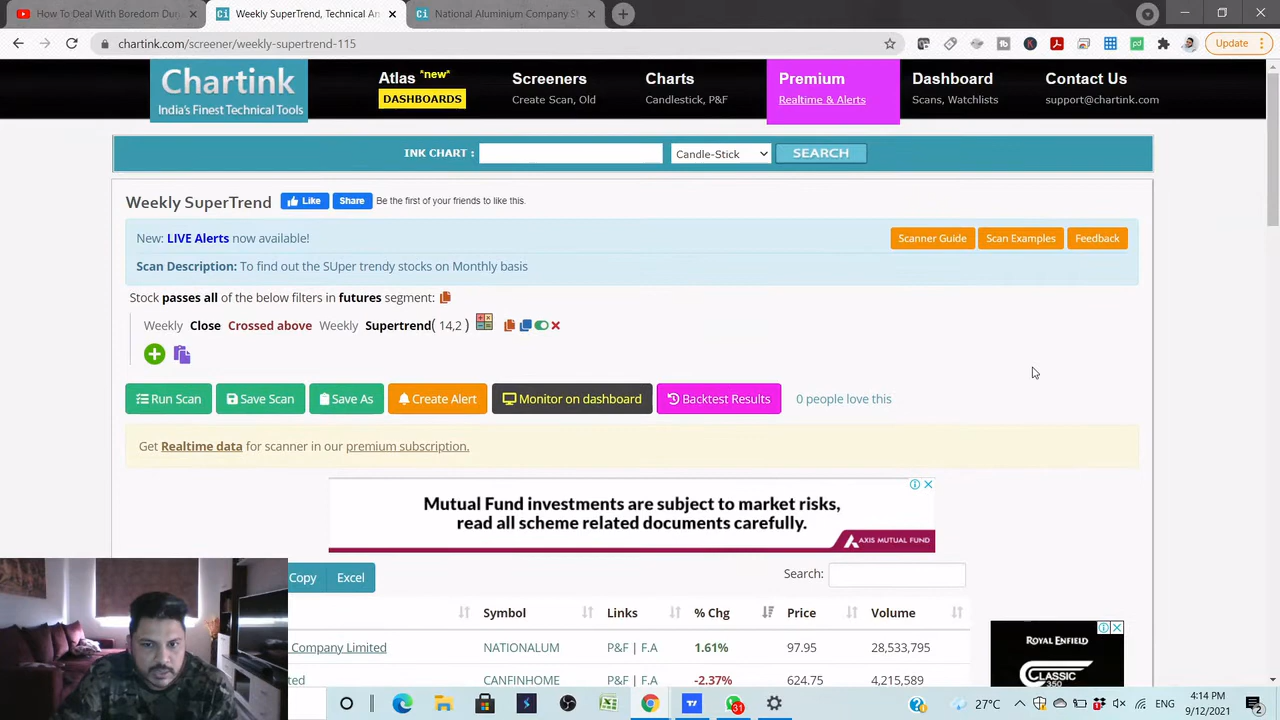 How To Deal With Boredom Du
Weekly SuperTrend, Technical An
National Aluminium Company S
chartink.com/screener/weekly-supertrend-115
Update
Chartink
India's Finest Technical Tools
Atlas *new*
DASHBOARDS
Screeners
Create Scan, Old
Charts
Candlestick, P&F
Premium
Realtime & Alerts
Dashboard
Scans, Watchlists
Contact Us
support@chartink.com
INK CHART :
Candle-Stick
SEARCH
Weekly SuperTrend
Like
Share
Be the first of your friends to like this.
New: LIVE Alerts now available!
Scanner Guide
Scan Examples
Feedback
Scan Description: To find out the SUper trendy stocks on Monthly basis
Stock passes all of the below filters in futures segment:
Weekly Close Crossed above Weekly Supertrend( 14,2 )
Run Scan
Save Scan
Save As
Create Alert
Monitor on dashboard
Backtest Results
0 people love this
Get Realtime data for scanner in our premium subscription.
Mutual Fund investments are subject to market risks,
read all scheme related documents carefully.
AXIS MUTUAL FUND
Copy
Excel
Search:
Symbol
Links
% Chg
Price
Volume
Company Limited
NATIONALUM
P&F | F.A
1.61%
97.95
28,533,795
ted
CANFINHOME
P&F | F.A
-2.37%
624.75
4,215,589
ROYAL ENFIELD
CLASSIC
350
31
27°C
ENG
4:14 PM
9/12/2021
2